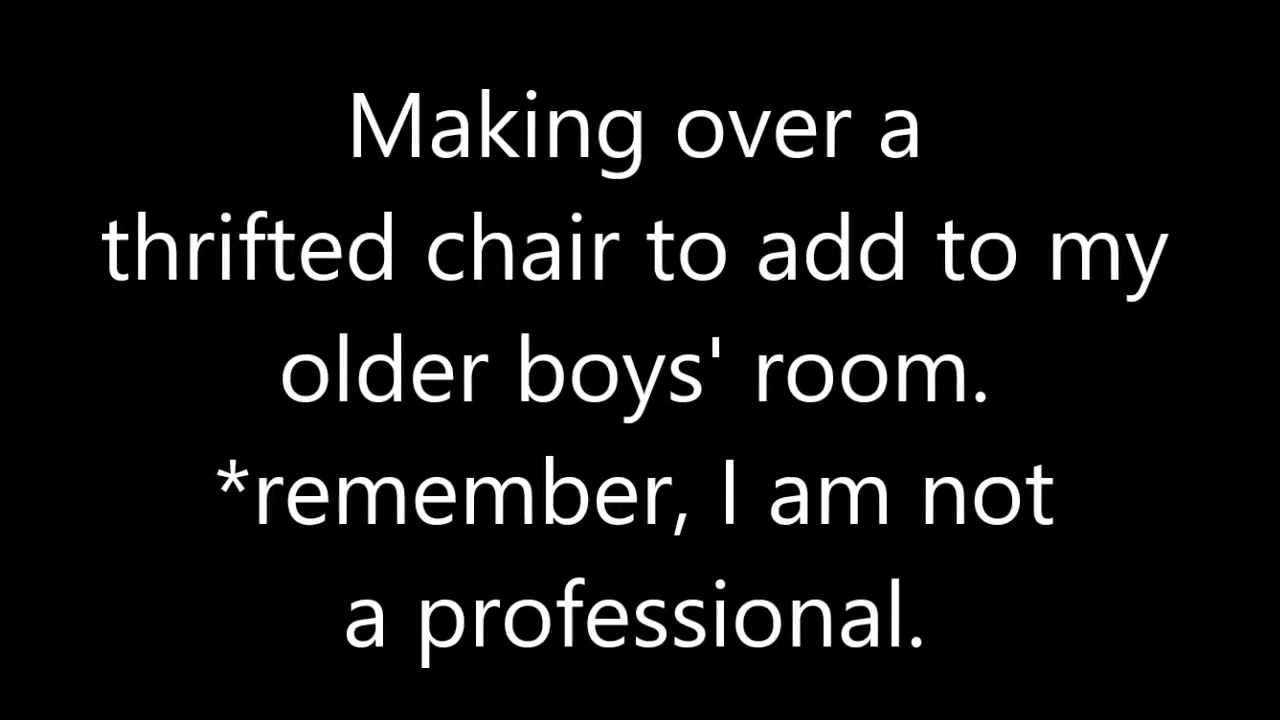 Making over a
thrifted chair to add to my
older boys' room.
*remember, I am not
a professional.